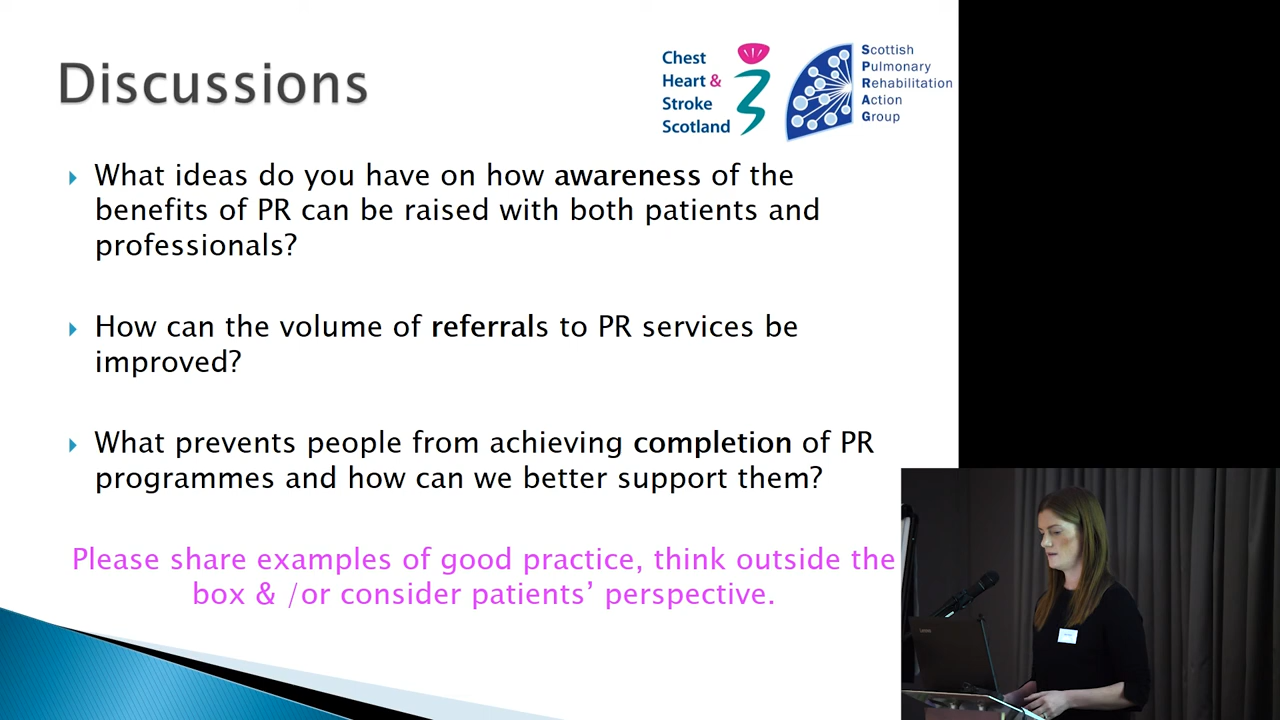 Discussions
Chest
Heart &
Stroke
Scotland
Scottish
Pulmonary
Rehabilitation
Action
Group
What ideas do you have on how awareness of the
benefits of PR can be raised with both patients and
professionals?
How can the volume of referrals to PR services be
improved?
What prevents people from achieving completion of PR
programmes and how can we better support them?
Please share examples of good practice, think outside the
box & /or consider patients’ perspective.